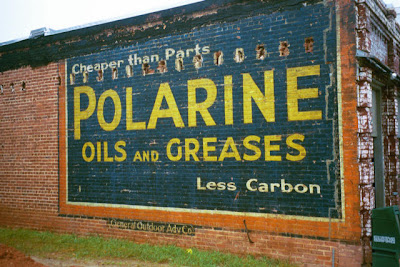 Cheaper than Parts
POLARINE
OILS AND GREASES
Less Carbon
General Outdoor Adv Co